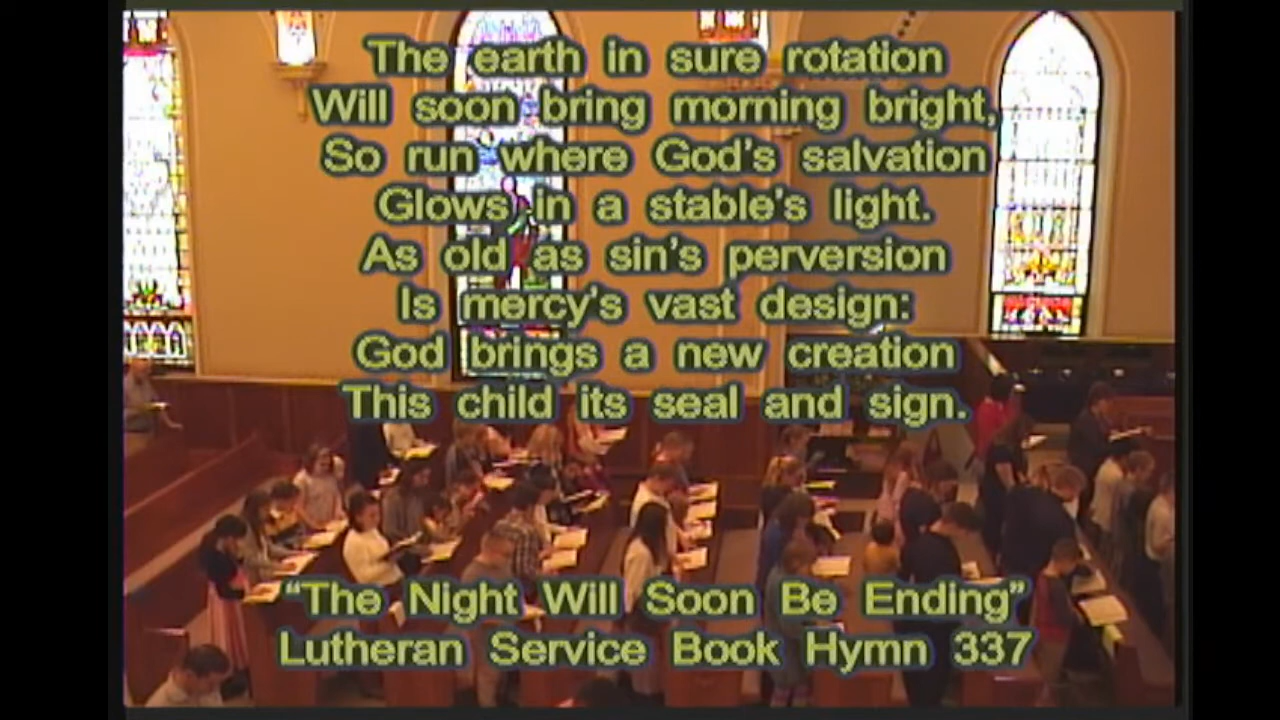 The earth in sure rotation
Will soon bring morning bright,
So run where God's salvation
Glows in a stable's light.
As old as sin's perversion
Is mercy's vast design:
God brings a new creation
This child its seal and sign.
“The Night Will Soon Be Ending”
Lutheran Service Book Hymn 337